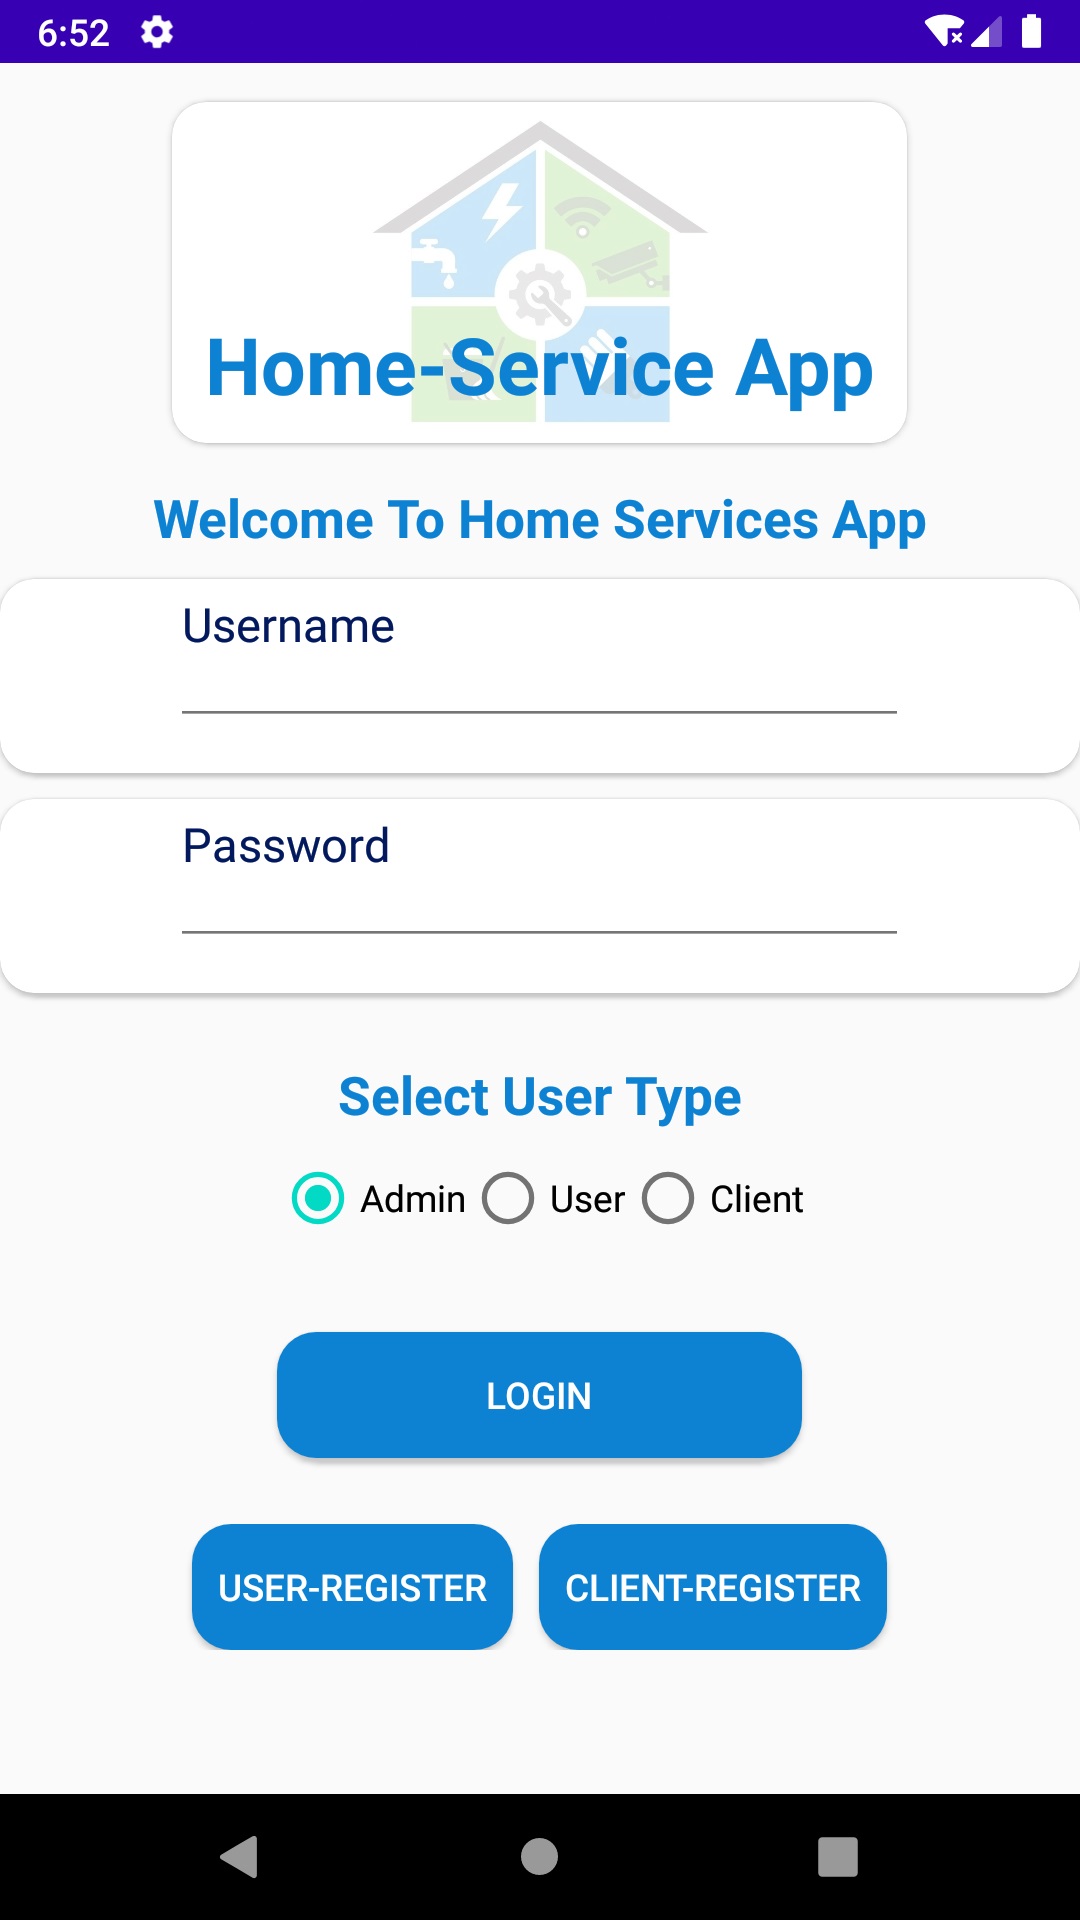 6:52
Home-Service App
Welcome To Home Services App
Username
Password
Select User Type
Admin User Client
LOGIN
USER-REGISTER CLIENT-REGISTER